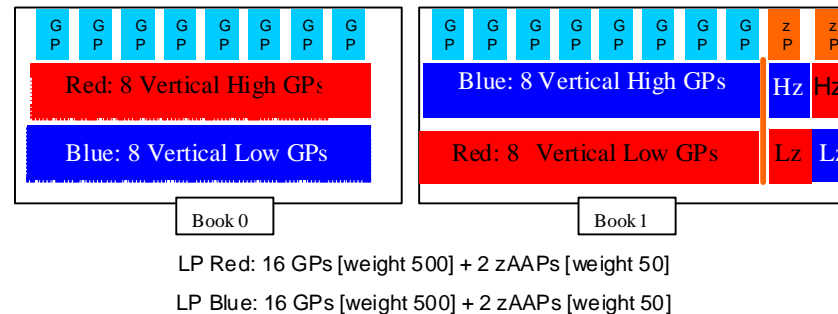 G G G G G G G G G G G G G G G G z z
P P P P P P P P P P P P P P P P P P
Red: 8 Vertical High GPs Blue: 8 Vertical High GPs Hz Hz
Blue: 8 Vertical Low GPs Red: 8 Vertical Low GPs Lz Lz
Book 0 Book 1
LP Red: 16 GPs [weight 500] + 2 zAAPs [weight 50]
LP Blue: 16 GPs [weight 500] + 2 zAAPs [weight 50]